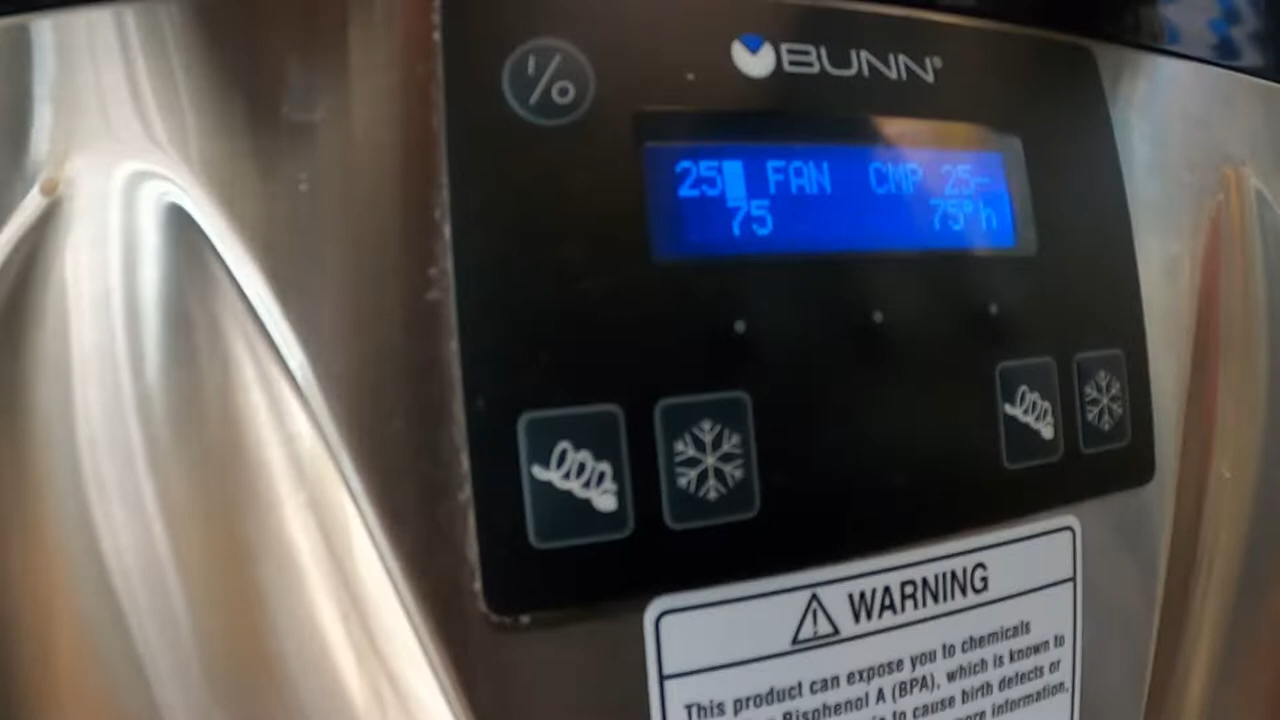 I/O
BUNN®
25 FAN CMP 25-
75 75° h
WARNING
This product can expose you to chemicals
Bisphenol A (BPA), which is known to
to cause birth defects or
more information,